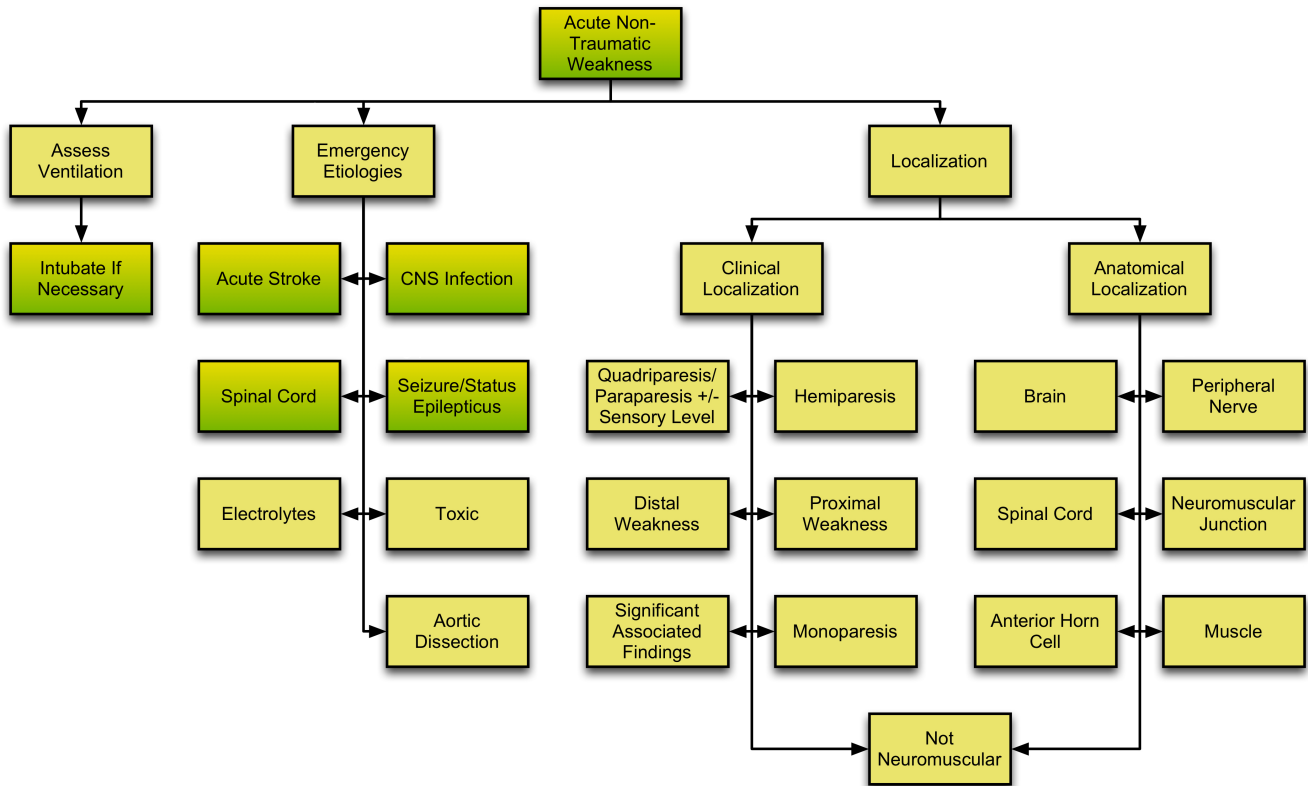 Acute Non-
Traumatic
Weakness
Assess
Ventilation
Emergency
Etiologies
Localization
Intubate If
Necessary
Acute Stroke
CNS Infection
Clinical
Localization
Anatomical
Localization
Spinal Cord
Seizure/Status
Epilepticus
Quadriparesis/
Paraparesis +/-
Sensory Level
Hemiparesis
Brain
Peripheral
Nerve
Electrolytes
Toxic
Distal
Weakness
Proximal
Weakness
Spinal Cord
Neuromuscular
Junction
Aortic
Dissection
Significant
Associated
Findings
Monoparesis
Anterior Horn
Cell
Muscle
Not
Neuromuscular